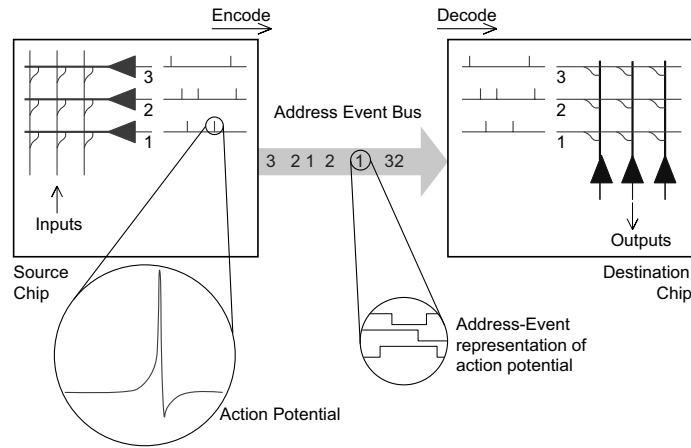 Encode
Decode
3
2
1
Inputs
Source
Chip
Address Event Bus
3 2 1 2 1 32
3
2
1
Outputs
Destination
Chip
Action Potential
Address-Event
representation of
action potential